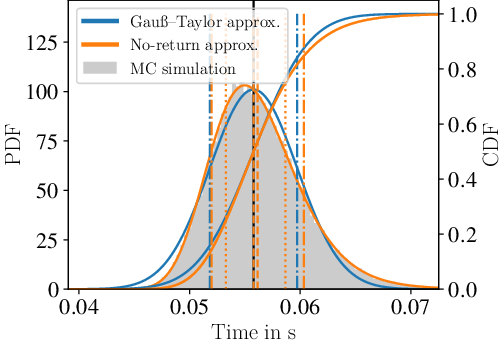 Gauß–Taylor approx.
No-return approx.
MC simulation
PDF
125
100
75
50
25
0
1.0
0.8
0.6
0.4
0.2
0.0
CDF
0.04
0.05
0.06
0.07
Time in s